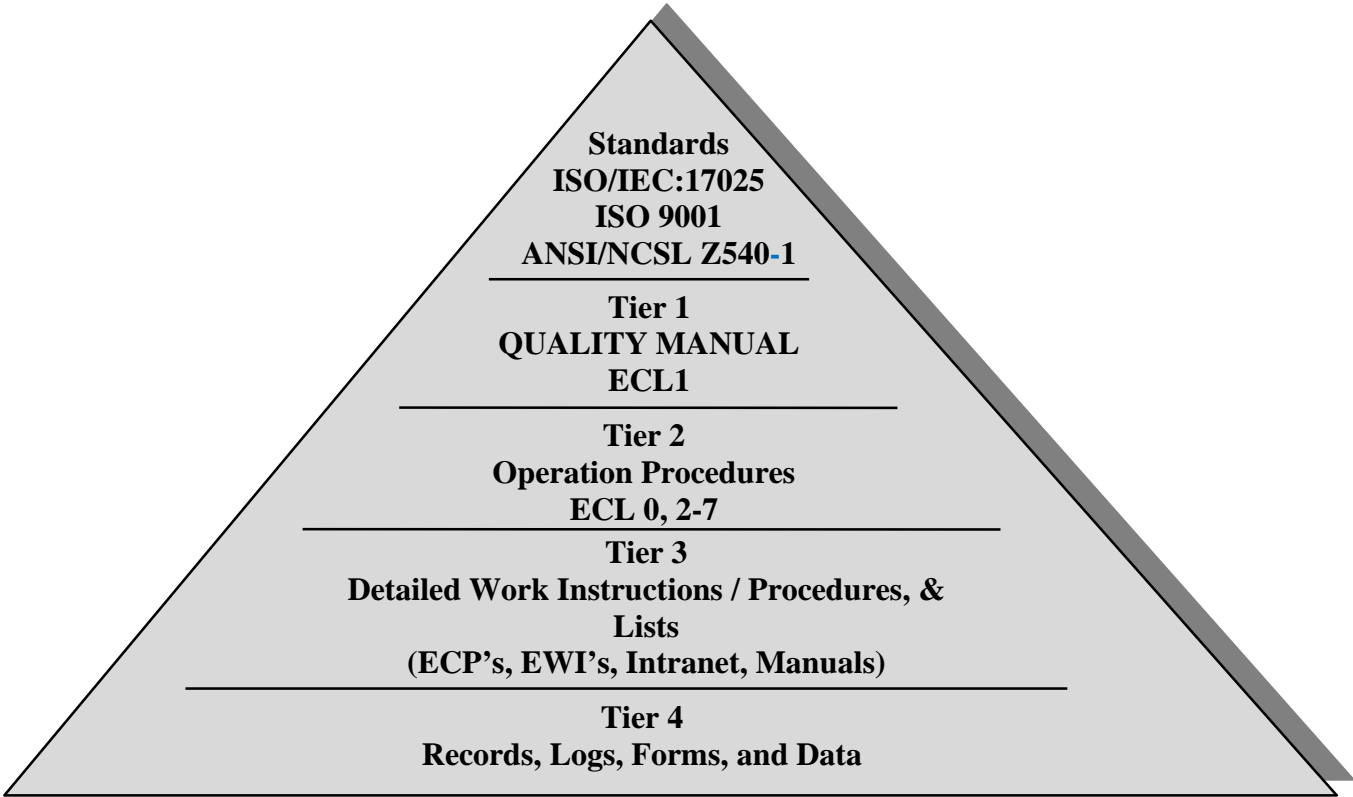 Standards
ISO/IEC:17025
ISO 9001
ANSI/NCSL Z540-1
Tier 1
QUALITY MANUAL
ECL1
Tier 2
Operation Procedures
ECL 0, 2-7
Tier 3
Detailed Work Instructions / Procedures, &
Lists
(ECP’s, EWI’s, Intranet, Manuals)
Tier 4
Records, Logs, Forms, and Data